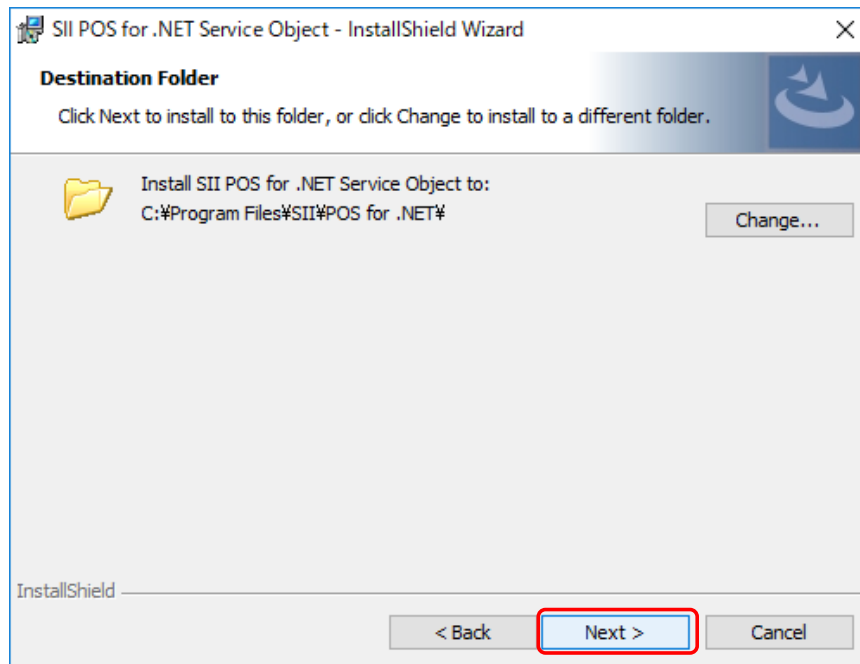 SII POS for .NET Service Object - InstallShield Wizard
Destination Folder
Click Next to install to this folder, or click Change to install to a different folder.
Install SII POS for .NET Service Object to:
C:¥Program Files¥SII¥POS for .NET¥
Change...
InstallShield
< Back
Next >
Cancel